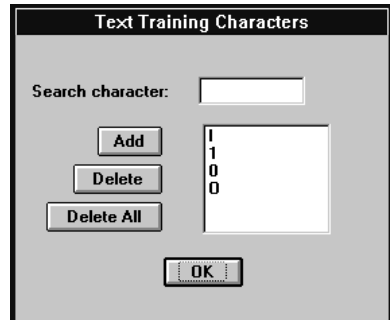 Text Training Characters
Search character:
Add
I
1
0
O
Delete
Delete All
OK